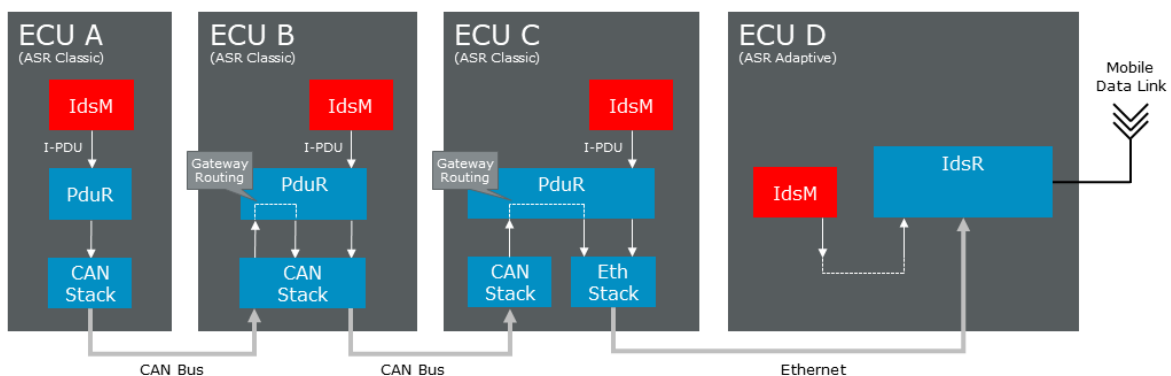 ECU A
(ASR Classic)
IdsM
I-PDU
PduR
CAN
Stack
ECU B
(ASR Classic)
IdsM
I-PDU
Gateway
Routing
PduR
CAN
Stack
ECU C
(ASR Classic)
IdsM
I-PDU
Gateway
Routing
PduR
CAN
Stack
Eth
Stack
ECU D
(ASR Adaptive)
IdsM
IdsR
Mobile
Data Link
CAN Bus
CAN Bus
Ethernet